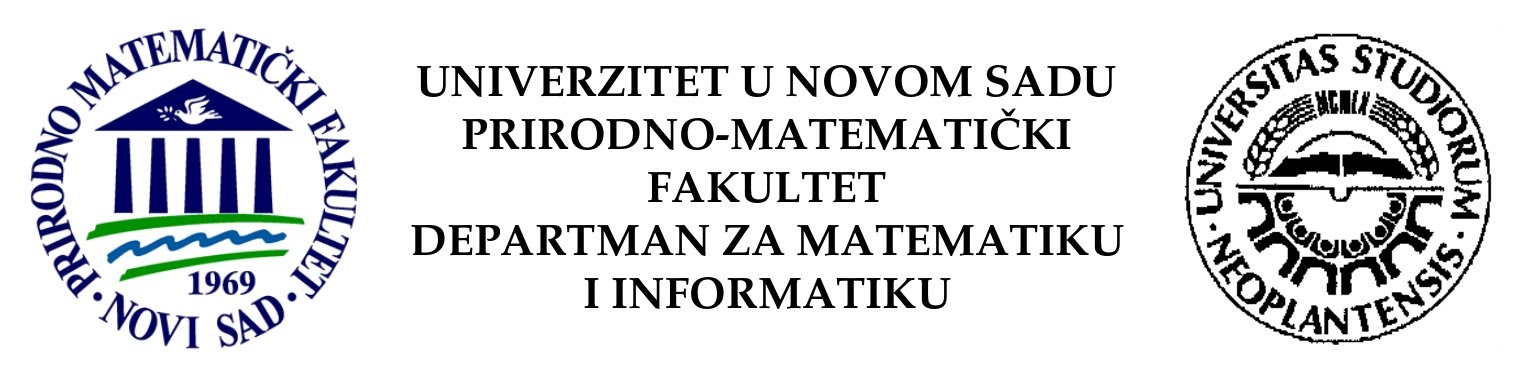 PRIRODNO MATEMATIČKI FAKULTET
· NOVI SAD ·
1969
UNIVERZITET U NOVOM SADU
PRIRODNO-MATEMATIČKI
FAKULTET
DEPARTMAN ZA MATEMATIKU
I INFORMATIKU
UNIVERSITAS STUDIORUM
· NEOPLANTENSIS ·
MCMLX